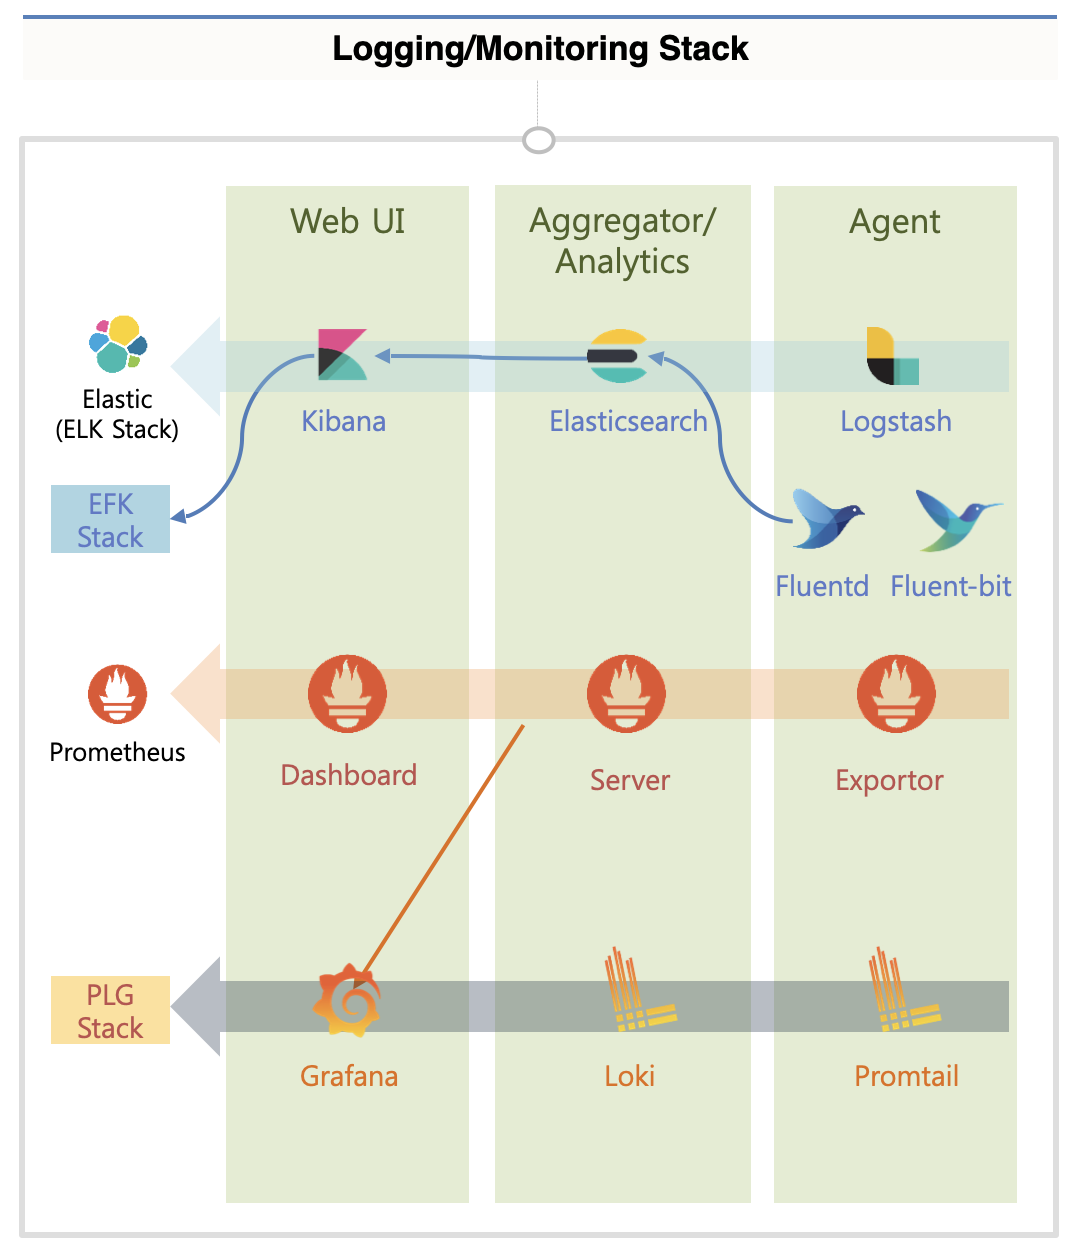 Logging/Monitoring Stack
Web UI
Aggregator/
Analytics
Agent
Elastic
(ELK Stack)
Kibana
Elasticsearch
Logstash
EFK
Stack
Fluentd
Fluent-bit
Prometheus
Dashboard
Server
Exportor
PLG
Stack
Grafana
Loki
Promtail